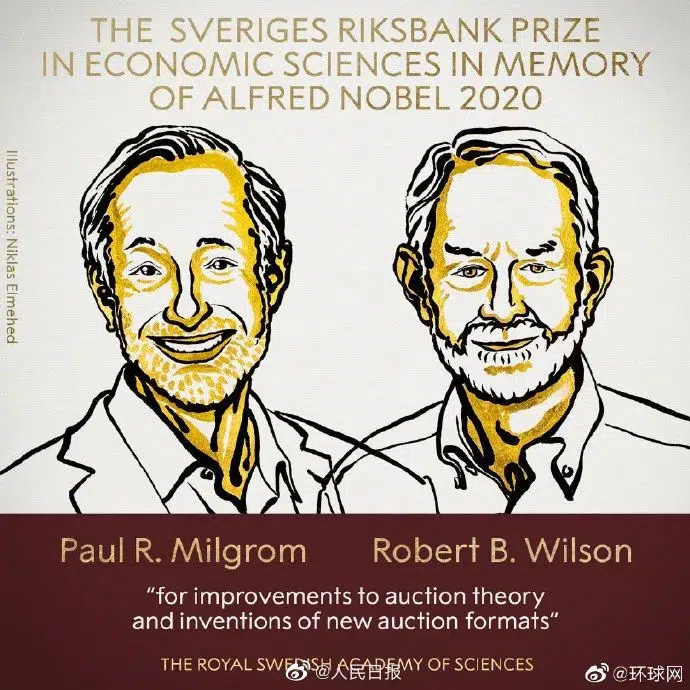 THE SVERIGES RIKSBANK PRIZE
IN ECONOMIC SCIENCES IN MEMORY
OF ALFRED NOBEL 2020
Illustrations: Niklas Elmehed
Paul R. Milgrom
Robert B. Wilson
“for improvements to auction theory
and inventions of new auction formats”
THE ROYAL SWEDISH ACADEMY OF SCIENCES
@人民日报
@环球网